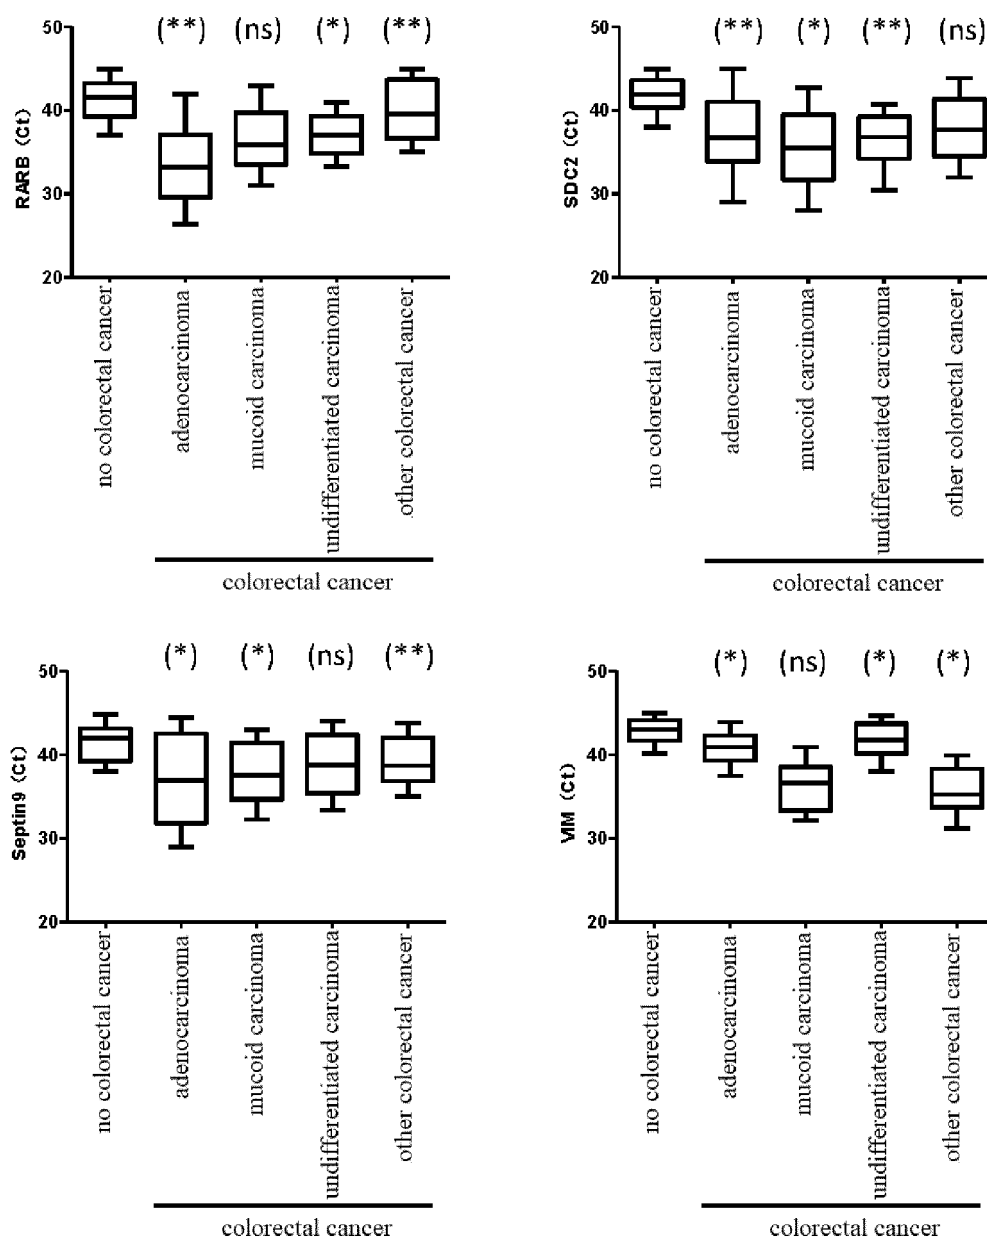 50
40
30
20
RARB (Ct)
(**)
(ns)
(*)
(**)
no colorectal cancer
adenocarcinoma
mucoid carcinoma
undifferentiated carcinoma
other colorectal cancer
colorectal cancer
50
40
30
20
SDC2 (Ct)
(**)
(*)
(**)
(ns)
no colorectal cancer
adenocarcinoma
mucoid carcinoma
undifferentiated carcinoma
other colorectal cancer
colorectal cancer
50
40
30
20
Septin9 (Ct)
(*)
(*)
(ns)
(**)
no colorectal cancer
adenocarcinoma
mucoid carcinoma
undifferentiated carcinoma
other colorectal cancer
colorectal cancer
50
40
30
20
VIM (Ct)
(*)
(ns)
(*)
(*)
no colorectal cancer
adenocarcinoma
mucoid carcinoma
undifferentiated carcinoma
other colorectal cancer
colorectal cancer